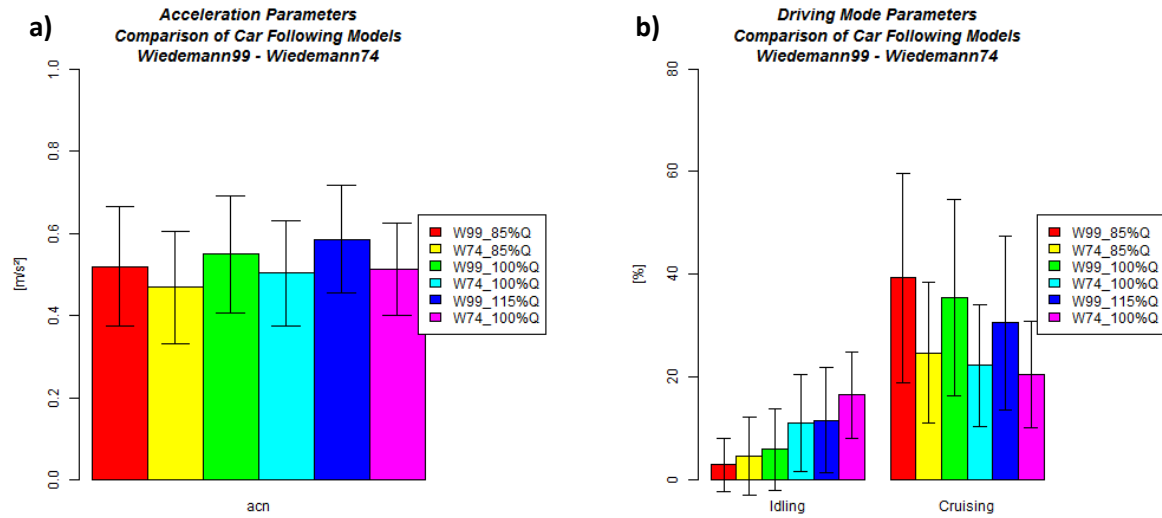 a)
Acceleration Parameters
Comparison of Car Following Models
Wiedemann99 - Wiedemann74
[m/s²]
1.0
0.8
0.6
0.4
0.2
0.0
acn
W99_85%Q
W74_85%Q
W99_100%Q
W74_100%Q
W99_115%Q
W74_100%Q
b)
Driving Mode Parameters
Comparison of Car Following Models
Wiedemann99 - Wiedemann74
[%]
80
60
40
20
0
Idling
Cruising
W99_85%Q
W74_85%Q
W99_100%Q
W74_100%Q
W99_115%Q
W74_100%Q